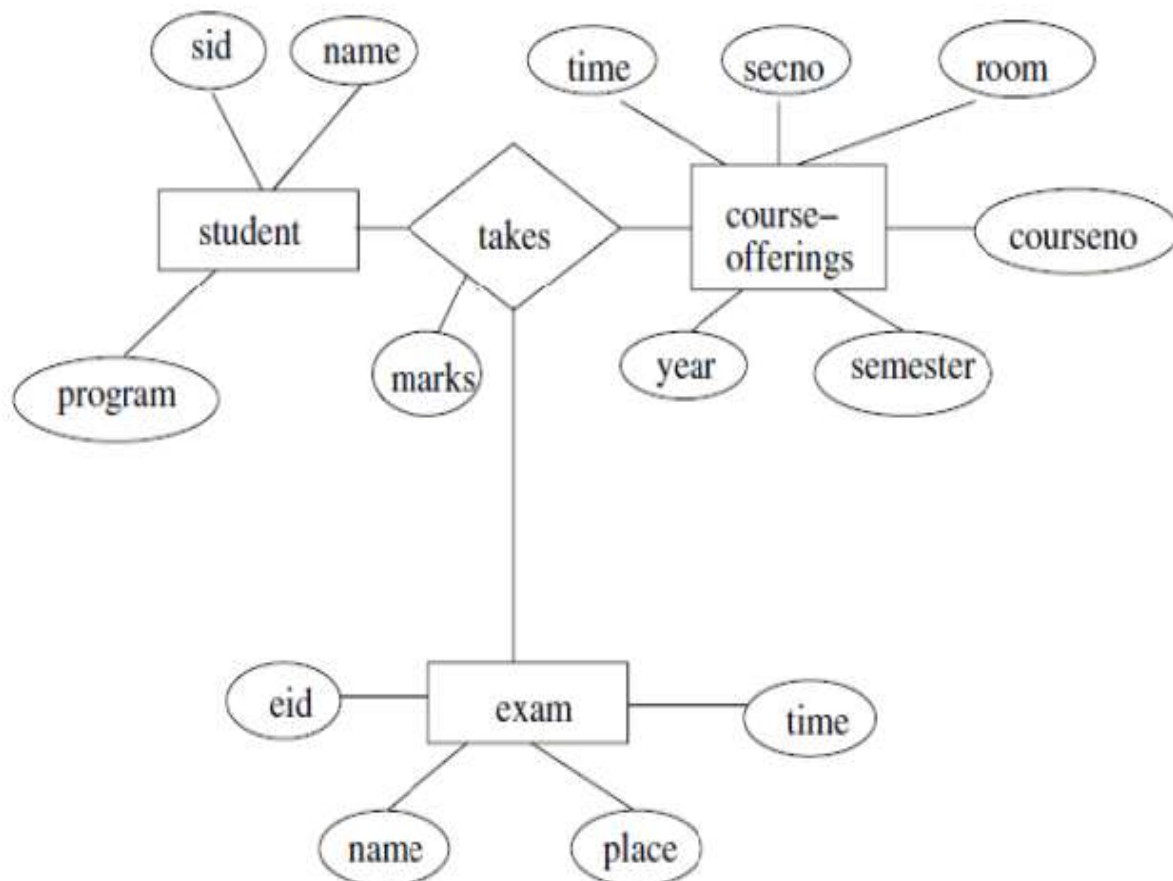 sid
name
time
secno
room
student
takes
course–
offerings
courseno
program
marks
year
semester
eid
exam
time
name
place